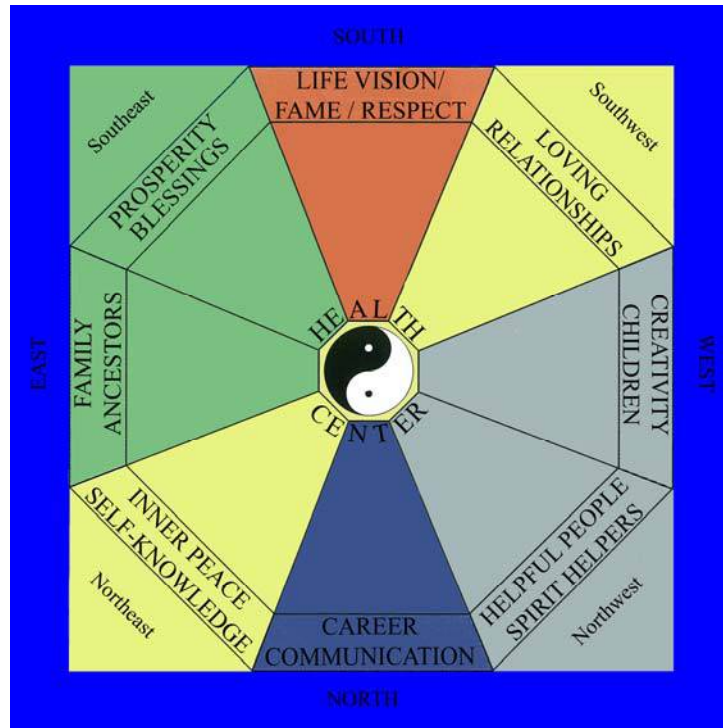 SOUTH
Southeast
LIFE VISION/
FAME / RESPECT
Southwest
PROSPERITY
BLESSINGS
LOVING
RELATIONSHIPS
EAST
FAMILY
ANCESTORS
HEALTH
CENTER
CREATIVITY
CHILDREN
WEST
INNER PEACE
SELF-KNOWLEDGE
Northeast
CAREER
COMMUNICATION
HELPFUL PEOPLE
SPIRIT HELPERS
Northwest
NORTH